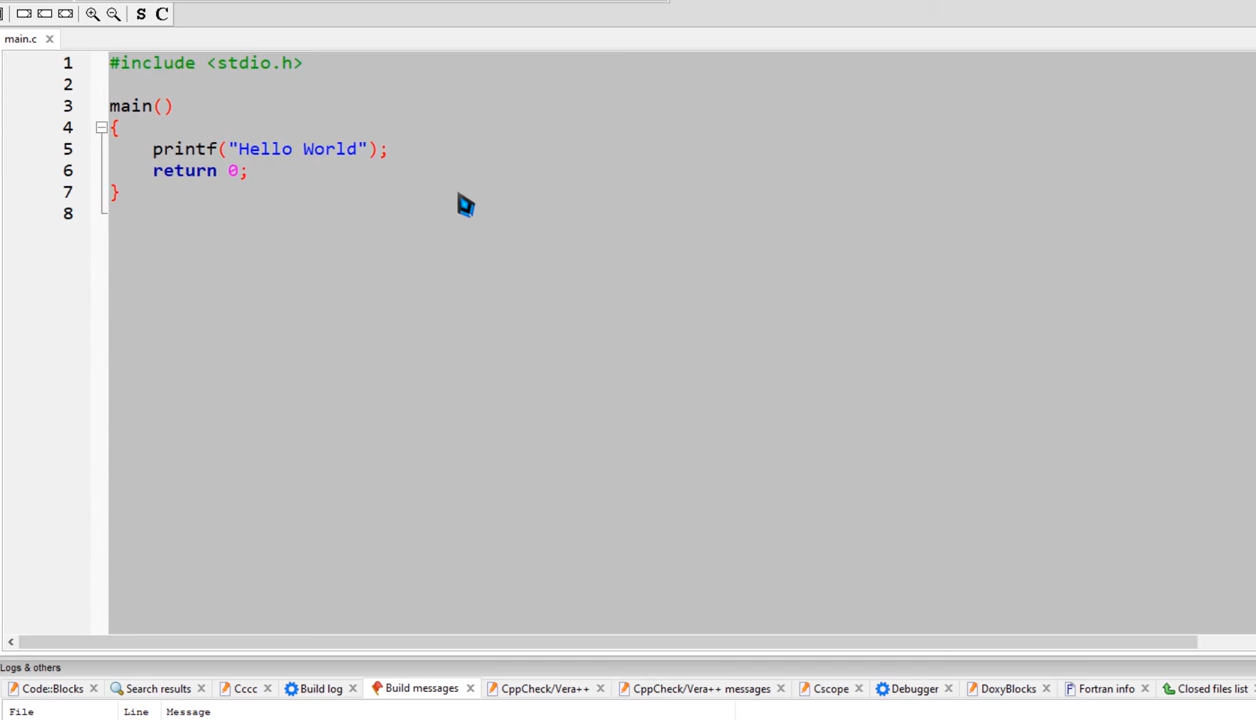 S C
main.c
1 #include <stdio.h>
2
3 main()
4 {
5 printf("Hello World");
6 return 0;
7 }
8
Logs & others
Code::Blocks Search results Cccc Build log Build messages CppCheck/Vera++ CppCheck/Vera++ messages Cscope Debugger DoxyBlocks Fortran info Closed files list
File Line Message